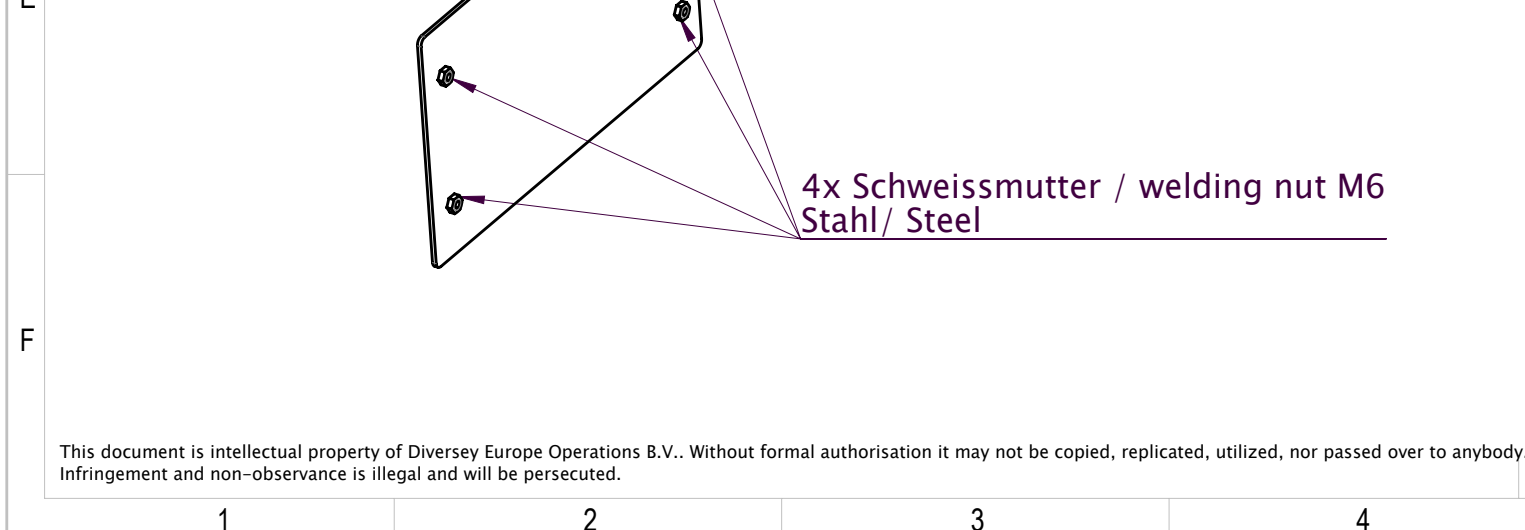 E
4x Schweissmutter / welding nut M6
Stahl/ Steel
F
This document is intellectual property of Diversey Europe Operations B.V.. Without formal authorisation it may not be copied, replicated, utilized, nor passed over to anybody.
Infringement and non-observance is illegal and will be persecuted.
1 2 3 4